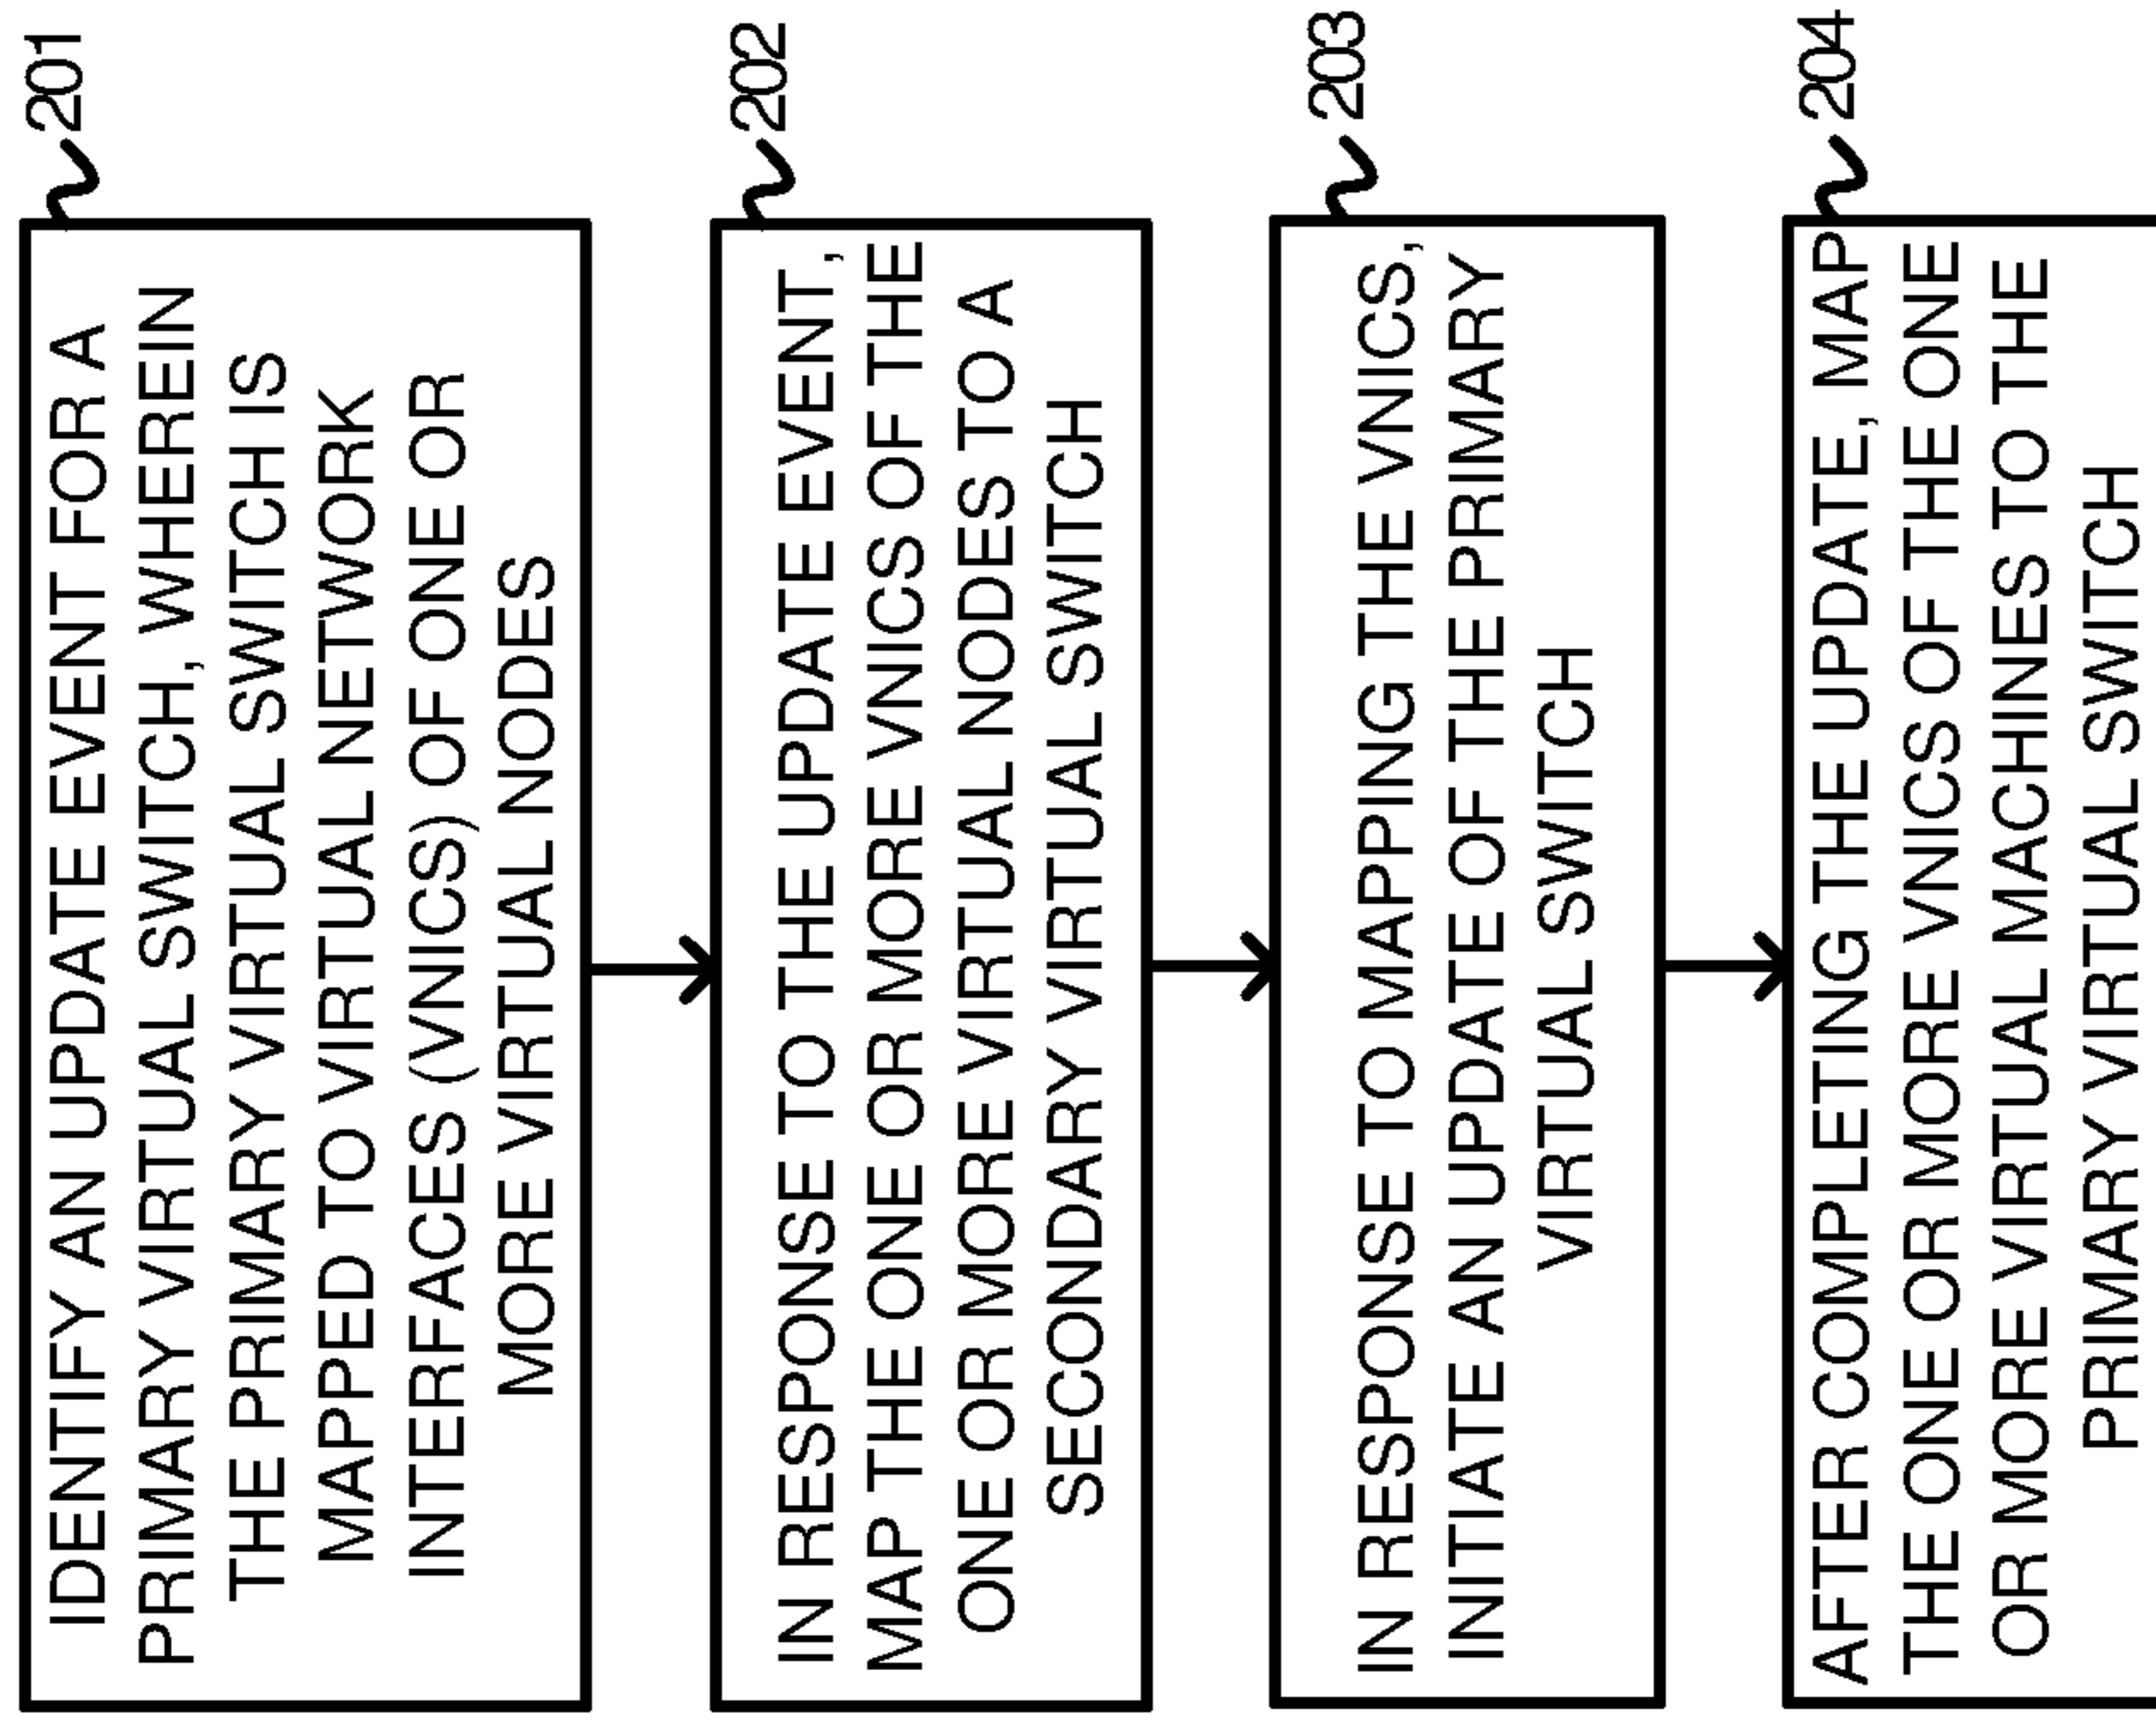 201
IDENTIFY AN UPDATE EVENT FOR A
PRIMARY VIRTUAL SWITCH, WHEREIN
THE PRIMARY VIRTUAL SWITCH IS
MAPPED TO VIRTUAL NETWORK
INTERFACES (VNICS) OF ONE OR
MORE VIRTUAL NODES
202
IN RESPONSE TO THE UPDATE EVENT,
MAP THE ONE OR MORE VNICS OF THE
ONE OR MORE VIRTUAL NODES TO A
SECONDARY VIRTUAL SWITCH
203
IN RESPONSE TO MAPPING THE VNICS,
INITIATE AN UPDATE OF THE PRIMARY
VIRTUAL SWITCH
204
AFTER COMPLETING THE UPDATE, MAP
THE ONE OR MORE VNICS OF THE ONE
OR MORE VIRTUAL MACHINES TO THE
PRIMARY VIRTUAL SWITCH